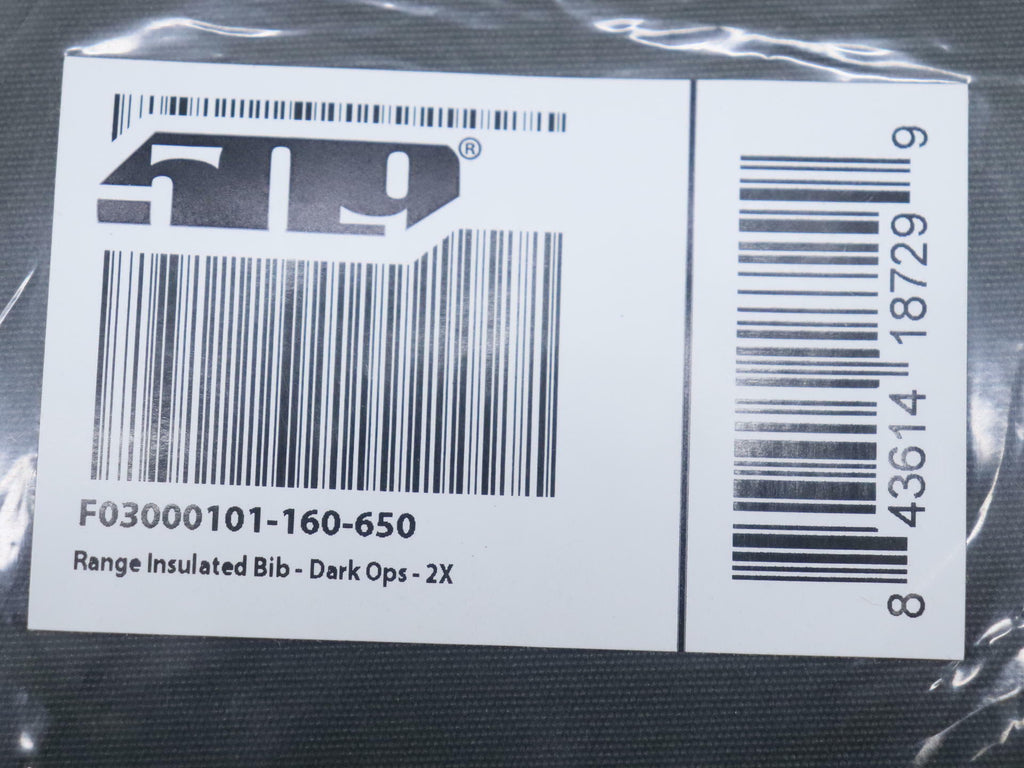 509®
F03000101-160-650
Range Insulated Bib - Dark Ops - 2X
8 43614 18729 9